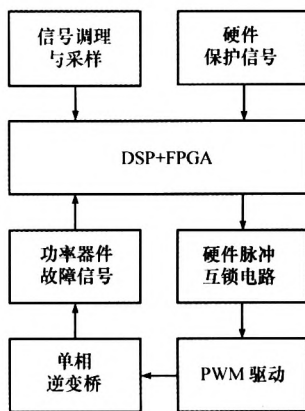 信号调理
与采样
硬件
保护信号
DSP+FPGA
功率器件
故障信号
硬件脉冲
互锁电路
单相
逆变桥
PWM 驱动